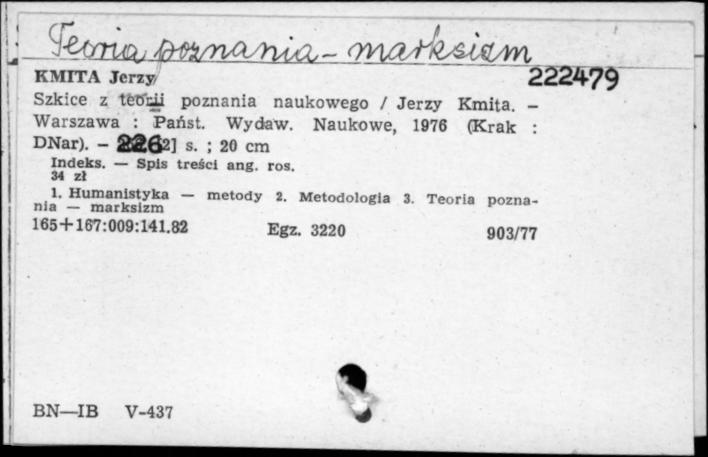 Teoria poznania - marksizm
KMITA Jerzy
222479
Szkice z teorii poznania naukowego / Jerzy Kmita. –
Warszawa : Państ. Wydaw. Naukowe, 1976 (Krak :
DNar). – 226 2] s. ; 20 cm
Indeks. — Spis treści ang. ros.
34 zł
1. Humanistyka — metody 2. Metodologia 3. Teoria pozna-
nia — marksizm
165+167:009:141.82 Egz. 3220 903/77
BN—IB V-437